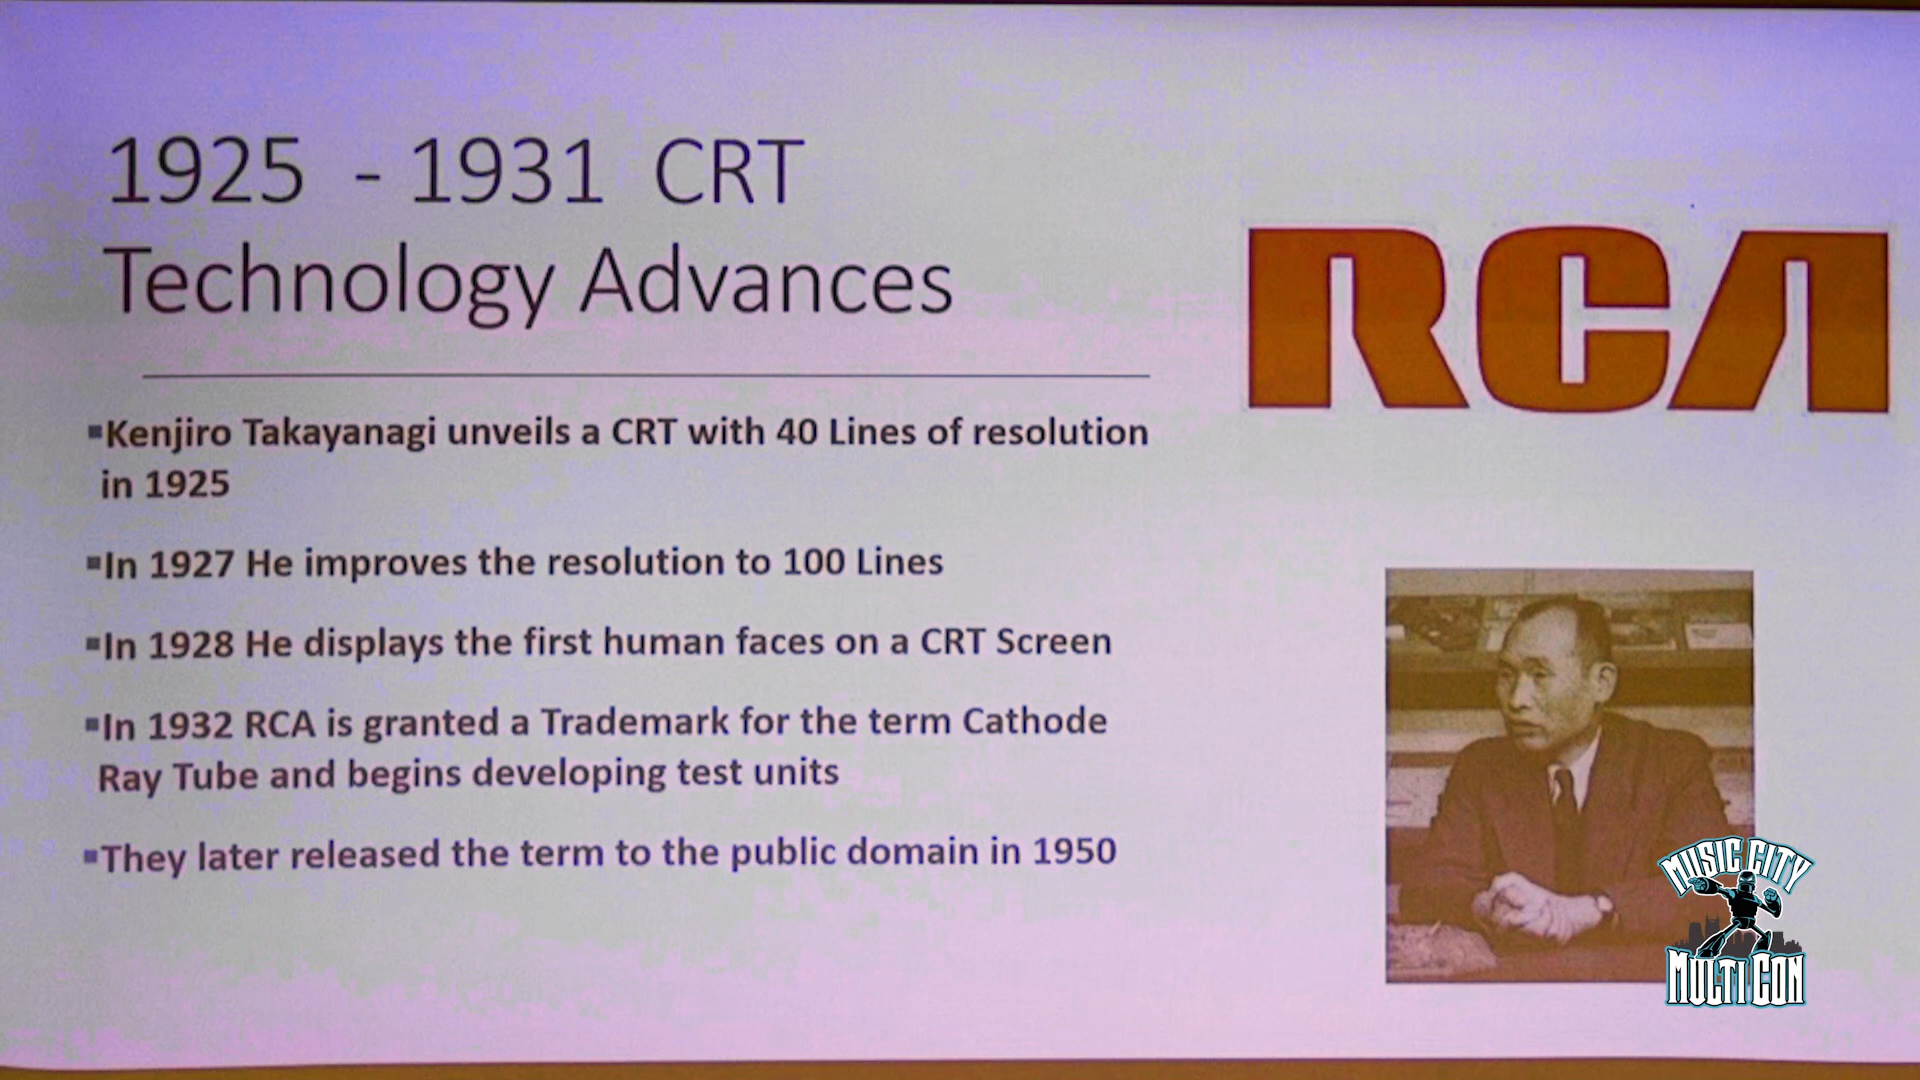 1925 - 1931 CRT
Technology Advances
RCA
▪Kenjiro Takayanagi unveils a CRT with 40 Lines of resolution
in 1925
▪In 1927 He improves the resolution to 100 Lines
▪In 1928 He displays the first human faces on a CRT Screen
▪In 1932 RCA is granted a Trademark for the term Cathode
Ray Tube and begins developing test units
▪They later released the term to the public domain in 1950
MUSIC CITY
MULTI CON